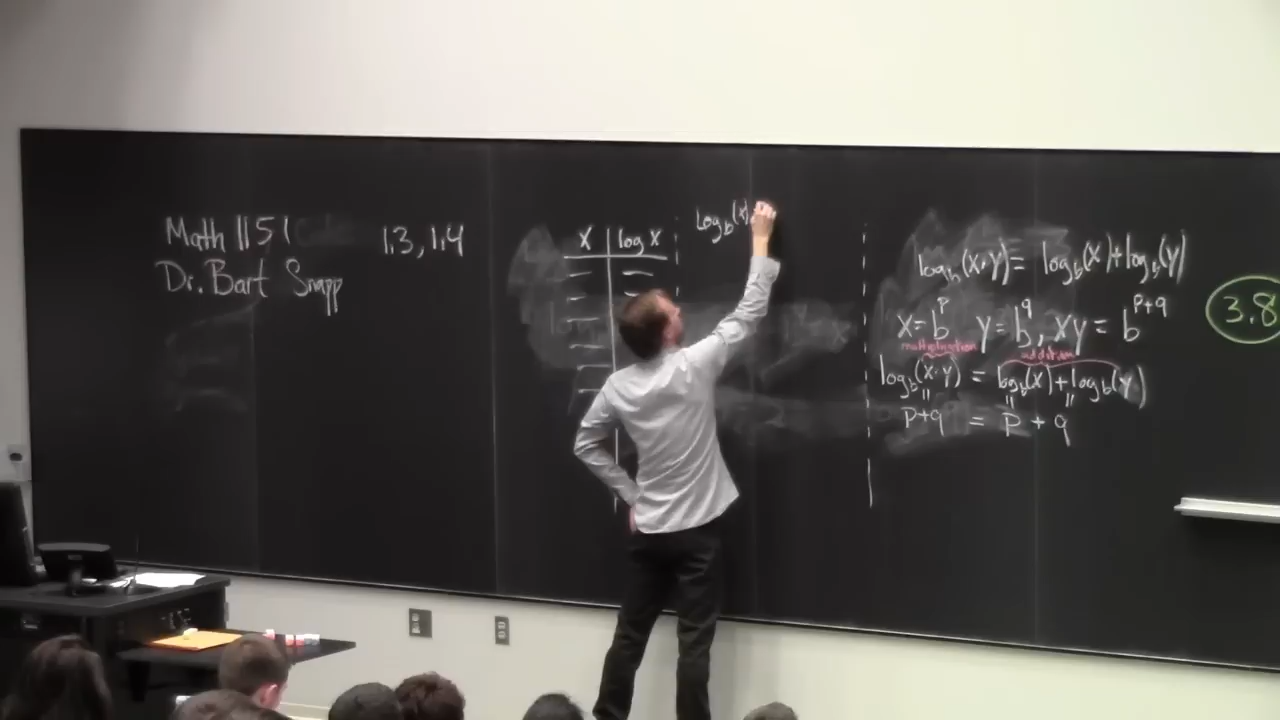 Math 1151
Dr. Bart Snapp
1.3, 1.4
x log x
log_b(x)
log_b(x·y) = log_b(x)+log_b(y)
x=b^p y=b^q, xy = b^{p+q}
multiplication addition
log_b(x·y) = log_b(x)+log_b(y)
p+q = p + q
3.8